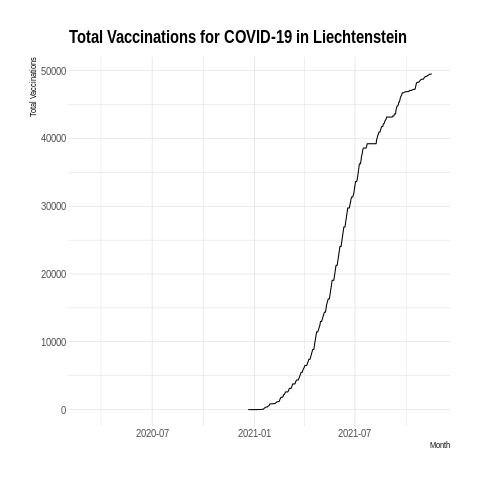 Total Vaccinations for COVID-19 in Liechtenstein
Total Vaccinations
50000
40000
30000
20000
10000
0
2020-07 2021-01 2021-07
Month